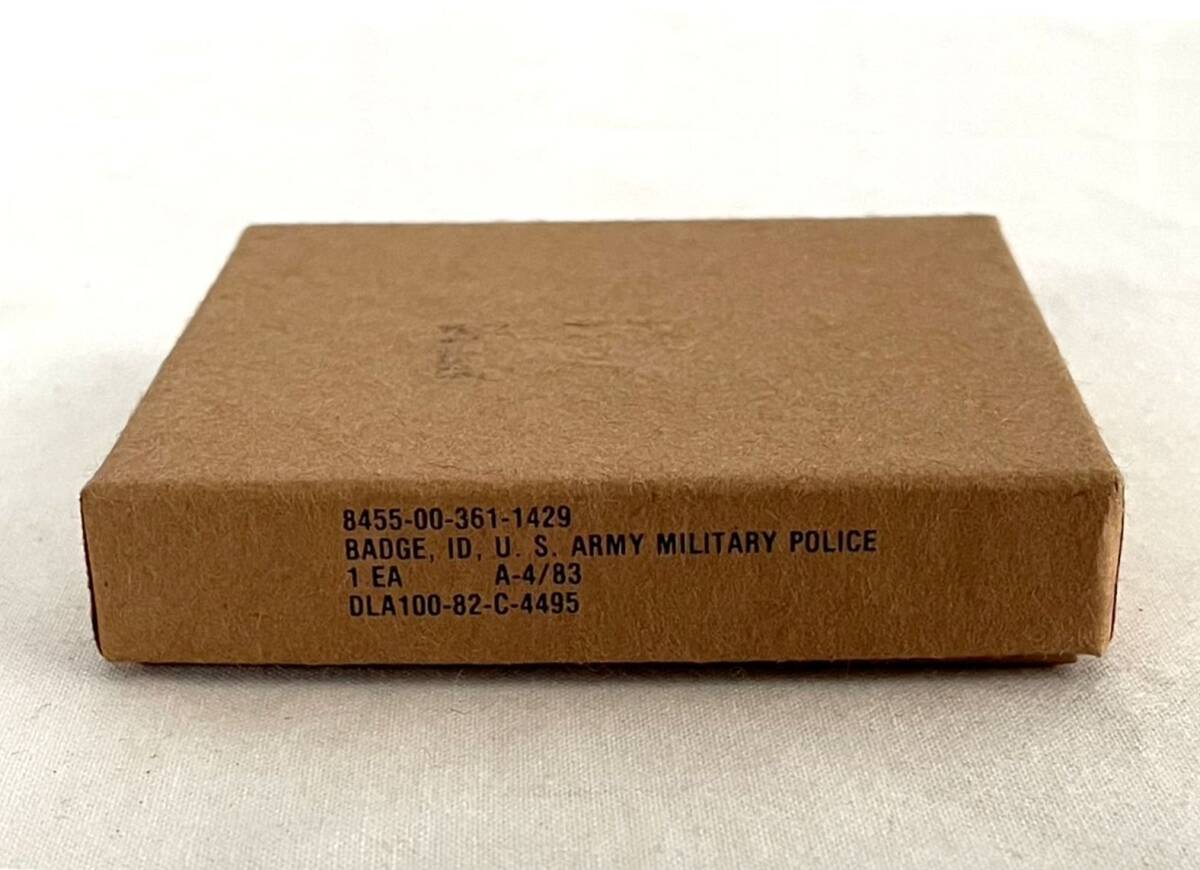 8455-00-361-1429
BADGE, ID, U. S. ARMY MILITARY POLICE
1 EA A-4/83
DLA100-82-C-4495